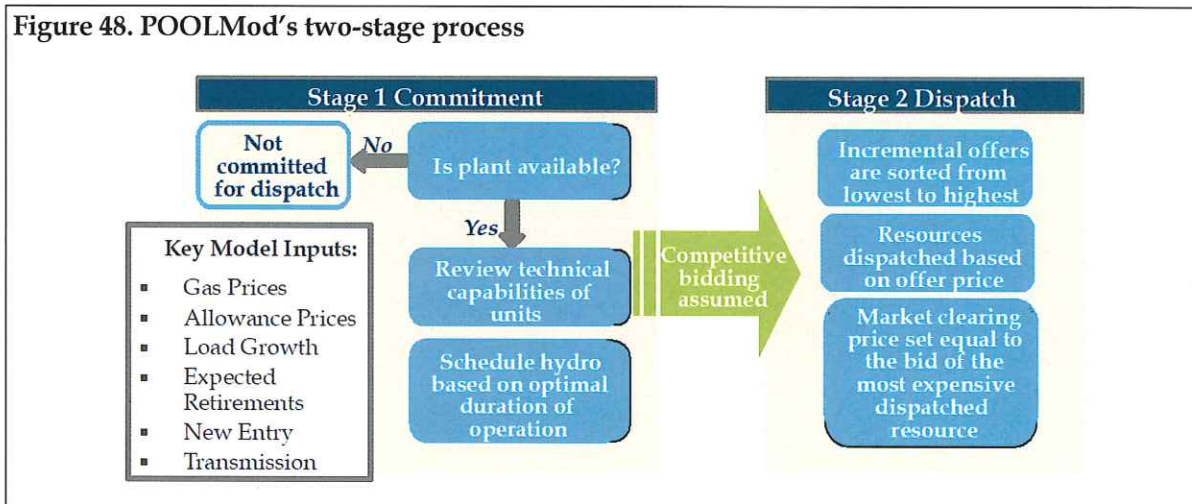 Figure 48. POOLMod's two-stage process
Stage 1 Commitment
Not
committed
for dispatch
No
Is plant available?
Yes
Key Model Inputs:
▪ Gas Prices
▪ Allowance Prices
▪ Load Growth
▪ Expected
Retirements
▪ New Entry
▪ Transmission
Review technical
capabilities of
units
Schedule hydro
based on optimal
duration of
operation
Competitive
bidding
assumed
Stage 2 Dispatch
Incremental offers
are sorted from
lowest to highest
Resources
dispatched based
on offer price
Market clearing
price set equal to
the bid of the
most expensive
dispatched
resource